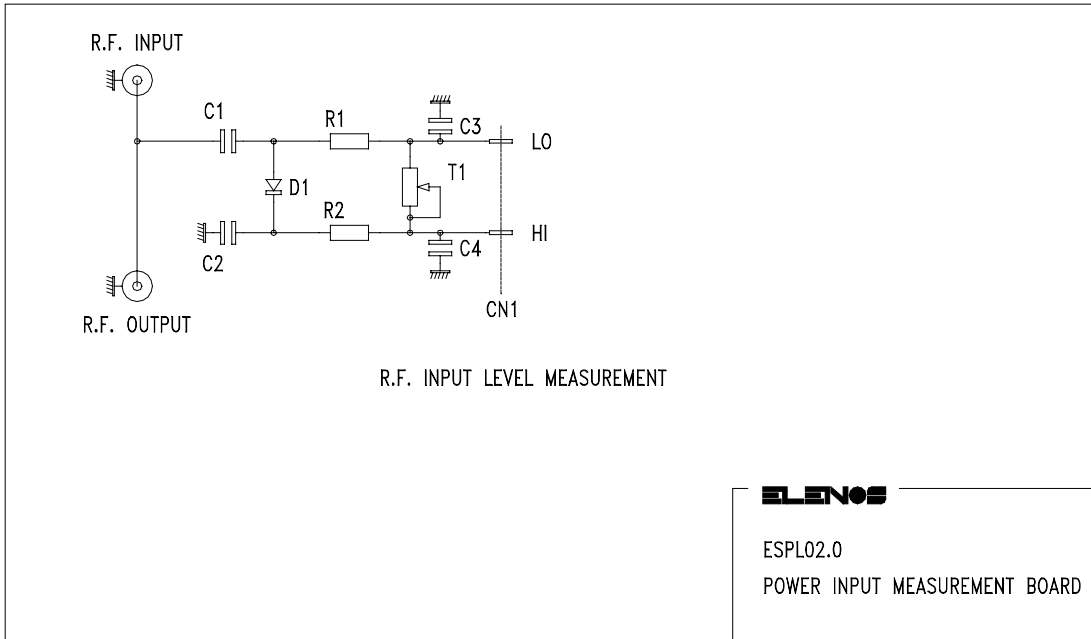 R.F. INPUT
C1
R1
C3
LO
T1
D1
R2
HI
C2
C4
CN1
R.F. OUTPUT
R.F. INPUT LEVEL MEASUREMENT
ELENOS
ESPL02.0
POWER INPUT MEASUREMENT BOARD